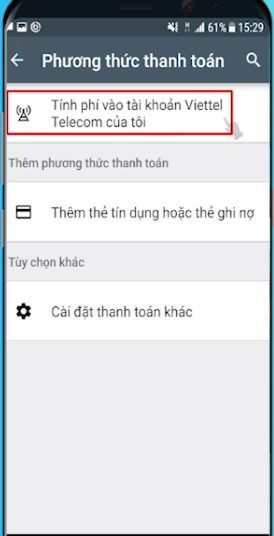 61% 15:29
Phương thức thanh toán
Tính phí vào tài khoản Viettel
Telecom của tôi
Thêm phương thức thanh toán
Thêm thẻ tín dụng hoặc thẻ ghi nợ
Tùy chọn khác
Cài đặt thanh toán khác